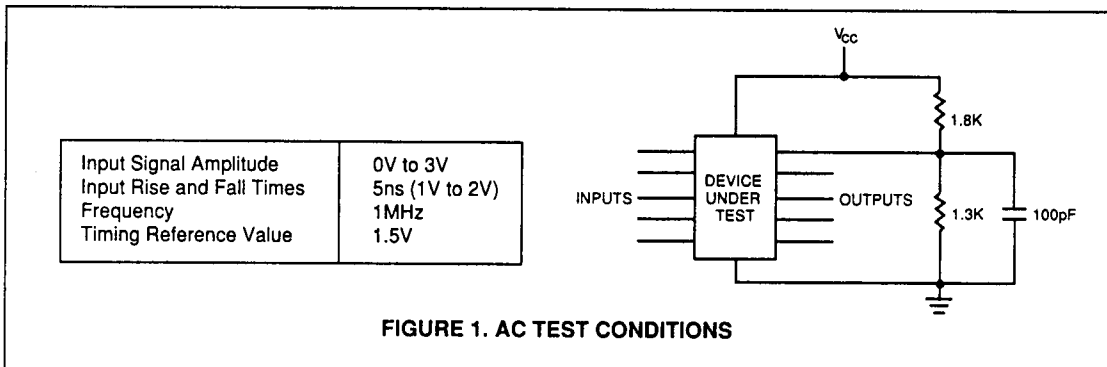 Input Signal Amplitude 0V to 3V
Input Rise and Fall Times 5ns (1V to 2V)
Frequency 1MHz
Timing Reference Value 1.5V
VCC
1.8K
INPUTS
DEVICE
UNDER
TEST
OUTPUTS
1.3K
100pF
FIGURE 1. AC TEST CONDITIONS